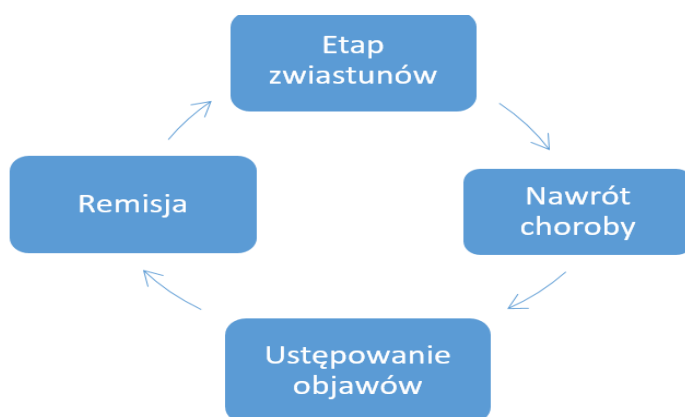 Etap
zwiastunów
Nawrót
choroby
Ustępowanie
objawów
Remisja